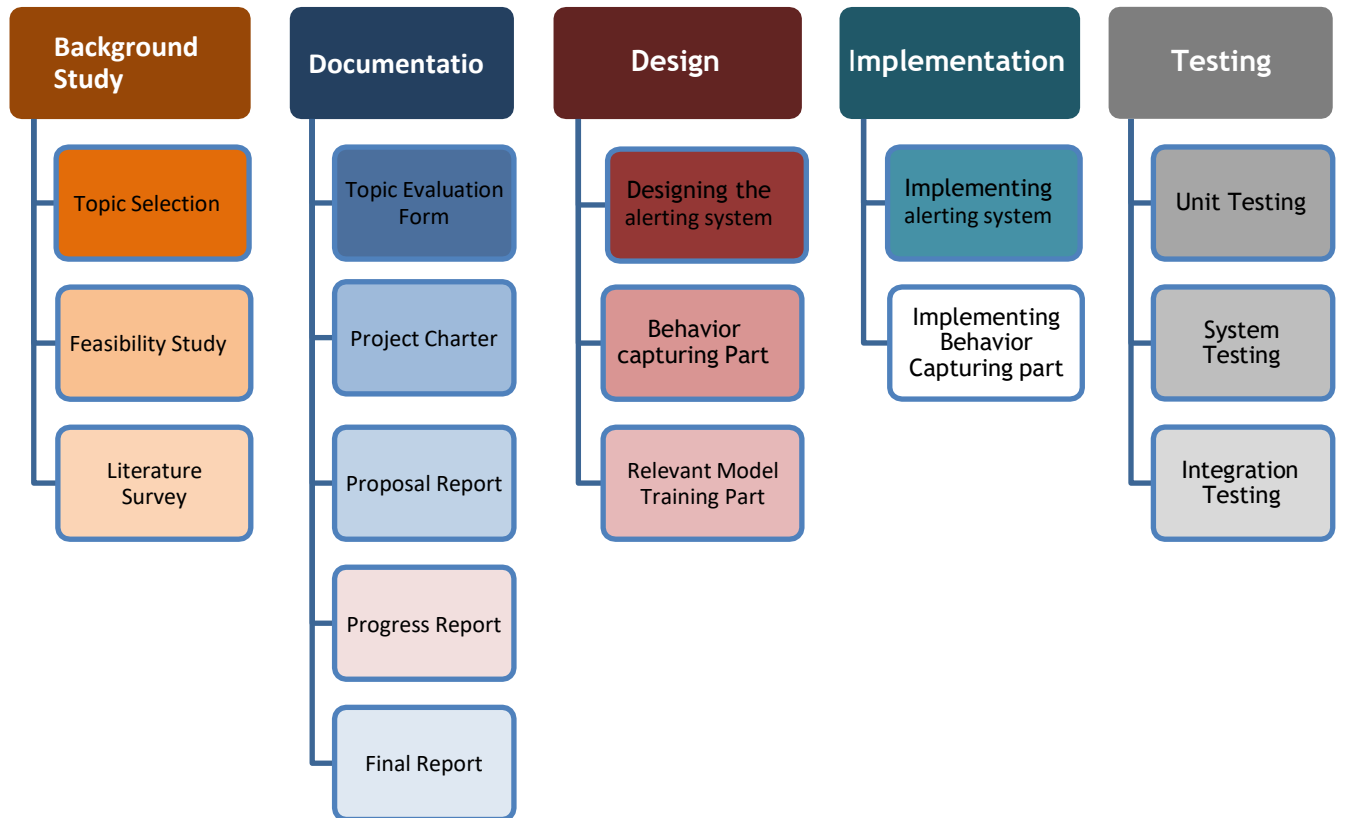 Background
Study
Topic Selection
Feasibility Study
Literature
Survey
Documentatio
Topic Evaluation
Form
Project Charter
Proposal Report
Progress Report
Final Report
Design
Designing the
alerting system
Behavior
capturing Part
Relevant Model
Training Part
Implementation
Implementing
alerting system
Implementing
Behavior
Capturing part
Testing
Unit Testing
System
Testing
Integration
Testing